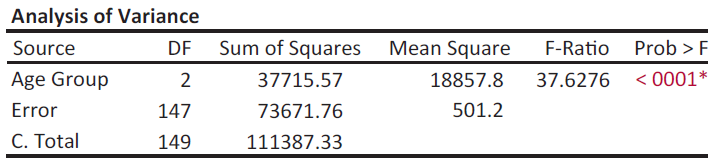 Analysis of Variance
Source DF Sum of Squares Mean Square F-Ratio Prob > F
Age Group 2 37715.57 18857.8 37.6276 < 0001*
Error 147 73671.76 501.2
C. Total 149 111387.33